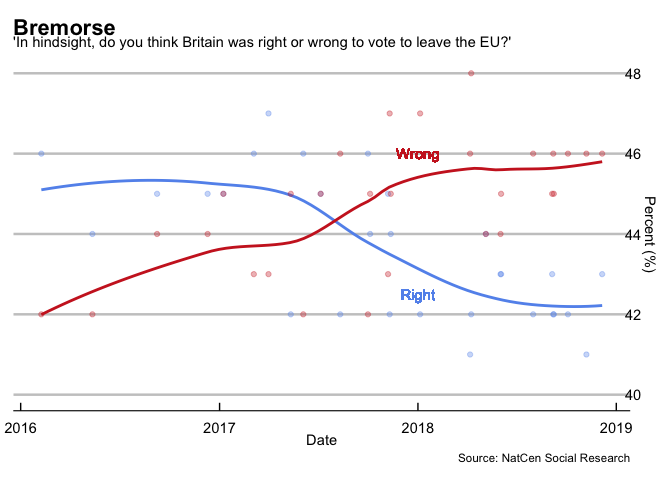 Bremorse
'In hindsight, do you think Britain was right or wrong to vote to leave the EU?'
48
Wrong
46
44
Percent (%)
Right
42
40
2016 2017 2018 2019
Date
Source: NatCen Social Research